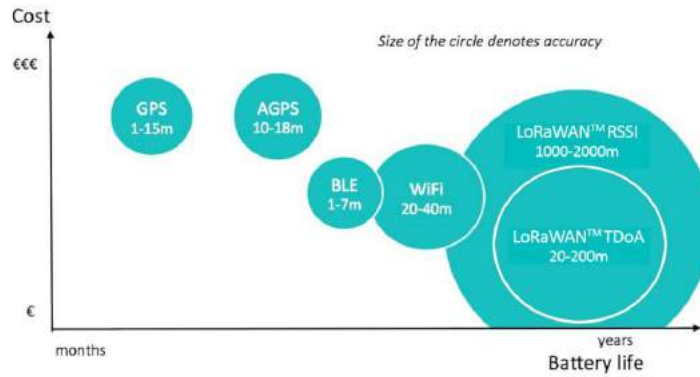 Cost
Size of the circle denotes accuracy
€€€
GPS
1-15m
AGPS
10-18m
LoRaWAN™ RSSI
1000-2000m
BLE
1-7m
WiFi
20-40m
LoRaWAN™ TDoA
20-200m
€
months
years
Battery life